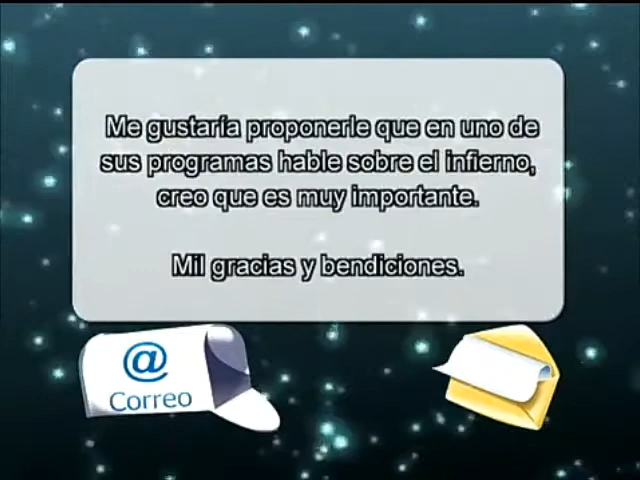 Me gustaría proponerle que en uno de
sus programas hable sobre el infierno,
creo que es muy importante.
Mil gracias y bendiciones.
@
Correo